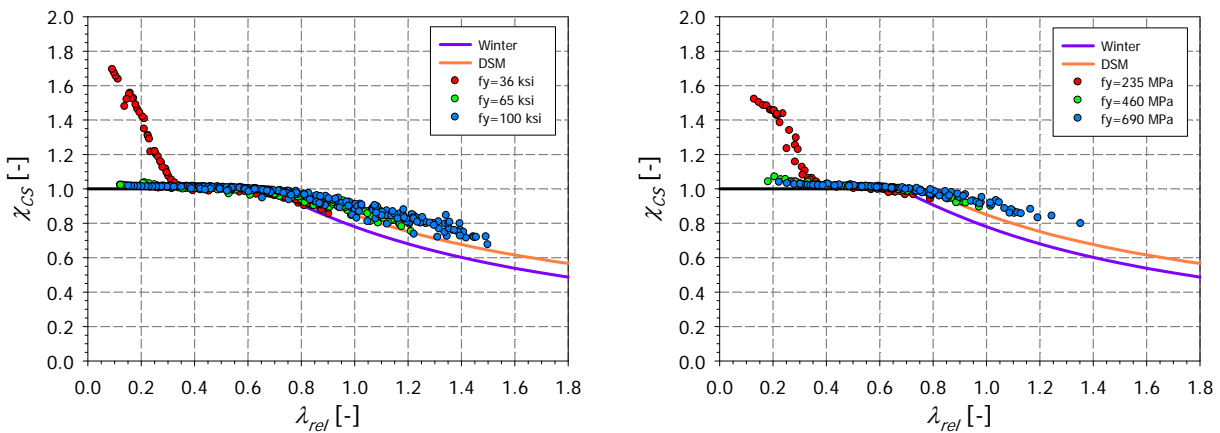 2.0
1.8
1.6
1.4
1.2
1.0
0.8
0.6
0.4
0.2
0.0
χCS [-]
Winter
DSM
fy=36 ksi
fy=65 ksi
fy=100 ksi
0.0 0.2 0.4 0.6 0.8 1.0 1.2 1.4 1.6 1.8
λrel [-]
2.0
1.8
1.6
1.4
1.2
1.0
0.8
0.6
0.4
0.2
0.0
χCS [-]
Winter
DSM
fy=235 MPa
fy=460 MPa
fy=690 MPa
0.0 0.2 0.4 0.6 0.8 1.0 1.2 1.4 1.6 1.8
λrel [-]